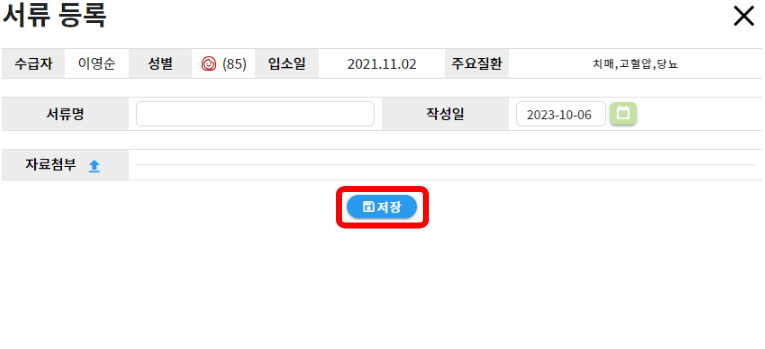 서류 등록
수급자 이영순 성별 (85) 입소일 2021.11.02 주요질환 치매,고혈압,당뇨
서류명 작성일 2023-10-06
자료첨부
저장